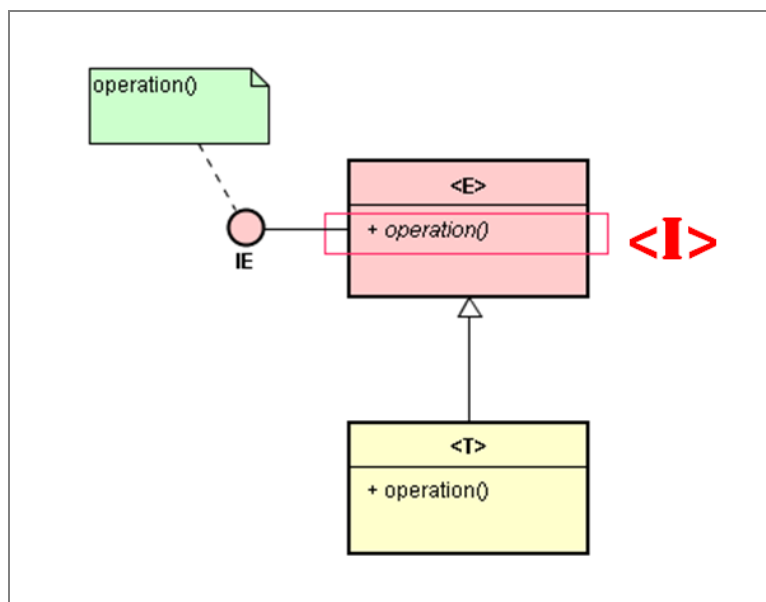 operation()
<E>
+ operation()
<I>
IE
<T>
+ operation()